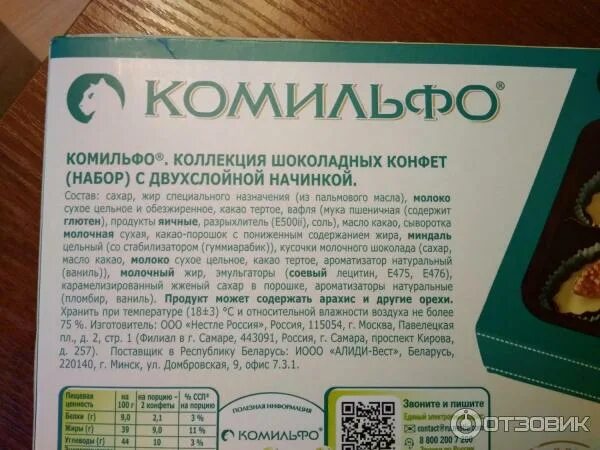 КОМИЛЬФО®
КОМИЛЬФО®. КОЛЛЕКЦИЯ ШОКОЛАДНЫХ КОНФЕТ
(НАБОР) С ДВУХСЛОЙНОЙ НАЧИНКОЙ.
Состав: сахар, жир специального назначения (из пальмового масла), молоко
сухое цельное и обезжиренное, какао тертое, вафля (мука пшеничная (содержит
глютен), продукты яичные, разрыхлитель (E500ii), соль), масло какао, сыворотка
молочная сухая, какао-порошок с пониженным содержанием жира, миндаль
цельный (со стабилизатором (гуммиарабик)), кусочки молочного шоколада (сахар,
масло какао, молоко сухое цельное, какао тертое, ароматизатор натуральный
(ваниль)), молочный жир, эмульгаторы (соевый лецитин, E475, E476),
карамелизированный жженый сахар в порошке, ароматизаторы натуральные
(пломбир, ваниль). Продукт может содержать арахис и другие орехи.
Хранить при температуре (18±3) °С и относительной влажности воздуха не более
75 %. Изготовитель: ООО «Нестле Россия», Россия, 115054, г. Москва, Павелецкая
пл., д. 2, стр. 1 (Филиал в г. Самаре, 443091, Россия, г. Самара, проспект Кирова,
д. 257). Поставщик в Республику Беларусь: ИООО «АЛИДИ-Вест», Беларусь,
220140, г. Минск, ул. Домбровская, 9, офис 7.3.1.
Пищевая ценность на 100 г на порцию - 2 конфеты % ССП* на порцию
Белки (г) 9,0 2,1 3 %
Жиры (г) 39 9,0 11 %
Углеводы (г) 44 10 3 %
ПОЛЕЗНАЯ ИНФОРМАЦИЯ
КОМИЛЬФО®
Звоните и пишите
Единый
contact@ru.nestle
8 800 200 7 200
ОТЗОВИК